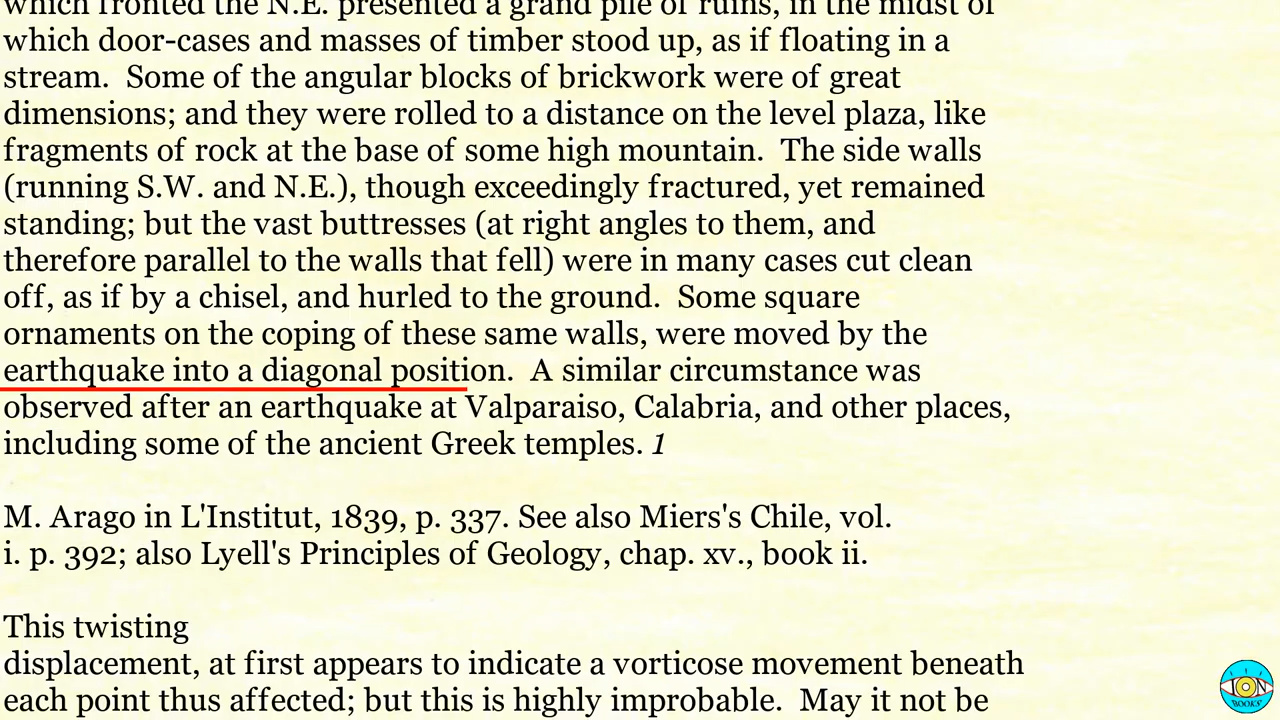 which fronted the N.E. presented a grand pile of ruins, in the midst of
which door-cases and masses of timber stood up, as if floating in a
stream.  Some of the angular blocks of brickwork were of great
dimensions; and they were rolled to a distance on the level plaza, like
fragments of rock at the base of some high mountain.  The side walls
(running S.W. and N.E.), though exceedingly fractured, yet remained
standing; but the vast buttresses (at right angles to them, and
therefore parallel to the walls that fell) were in many cases cut clean
off, as if by a chisel, and hurled to the ground.  Some square
ornaments on the coping of these same walls, were moved by the
earthquake into a diagonal position.  A similar circumstance was
observed after an earthquake at Valparaiso, Calabria, and other places,
including some of the ancient Greek temples. 1
M. Arago in L'Institut, 1839, p. 337. See also Miers's Chile, vol.
i. p. 392; also Lyell's Principles of Geology, chap. xv., book ii.
This twisting
displacement, at first appears to indicate a vorticose movement beneath
each point thus affected; but this is highly improbable.  May it not be
ION
BOOKS